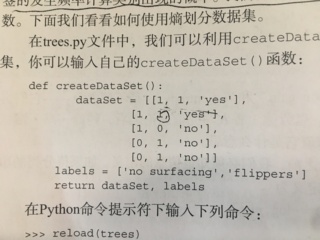 数。下面我们看看如何使用熵划分数据集。
在trees.py文件中，我们可以利用createData
集，你可以输入自己的createDataSet()函数：
def createDataSet():
dataSet = [[1, 1, 'yes'],
[1, 1, 'yes'],
[1, 0, 'no'],
[0, 1, 'no'],
[0, 1, 'no']]
labels = ['no surfacing','flippers']
return dataSet, labels
在Python命令提示符下输入下列命令：
>>> reload(trees)